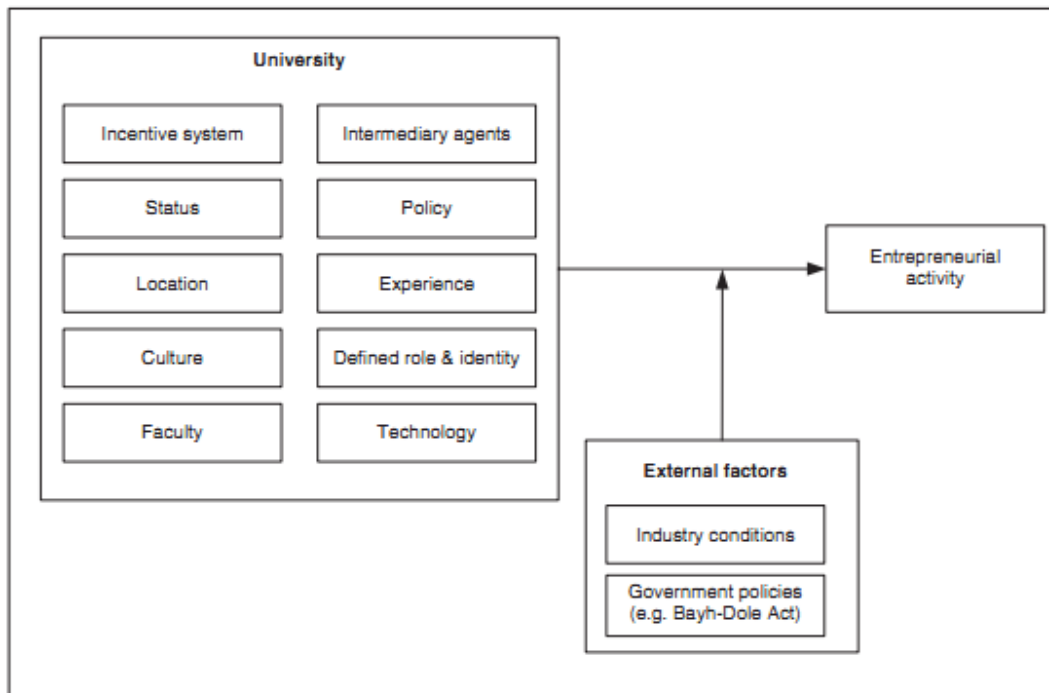 University
Incentive system
Intermediary agents
Status
Policy
Location
Experience
Culture
Defined role & identity
Faculty
Technology
Entrepreneurial
activity
External factors
Industry conditions
Government policies
(e.g. Bayh-Dole Act)